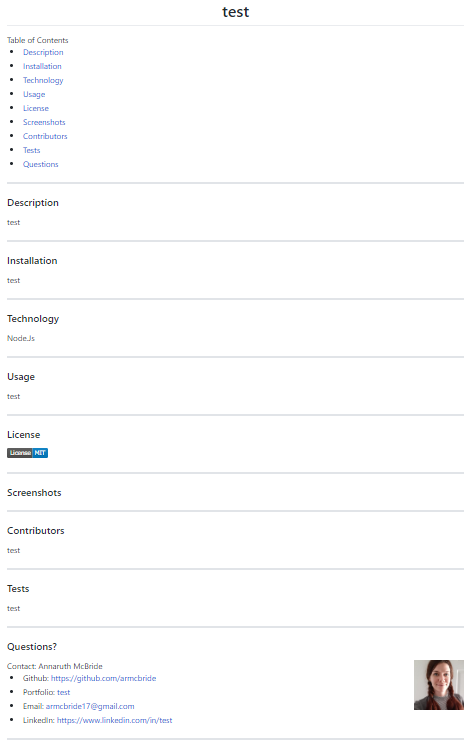 test
Table of Contents
Description
Installation
Technology
Usage
License
Screenshots
Contributors
Tests
Questions
Description
test
Installation
test
Technology
NodeJs
Usage
test
License
License MIT
Screenshots
Contributors
test
Tests
test
Questions?
Contact: Annaruth McBride
Github: https://github.com/armcbride
Portfolio: test
Email: armcbride17@gmail.com
LinkedIn: https://www.linkedin.com/in/test